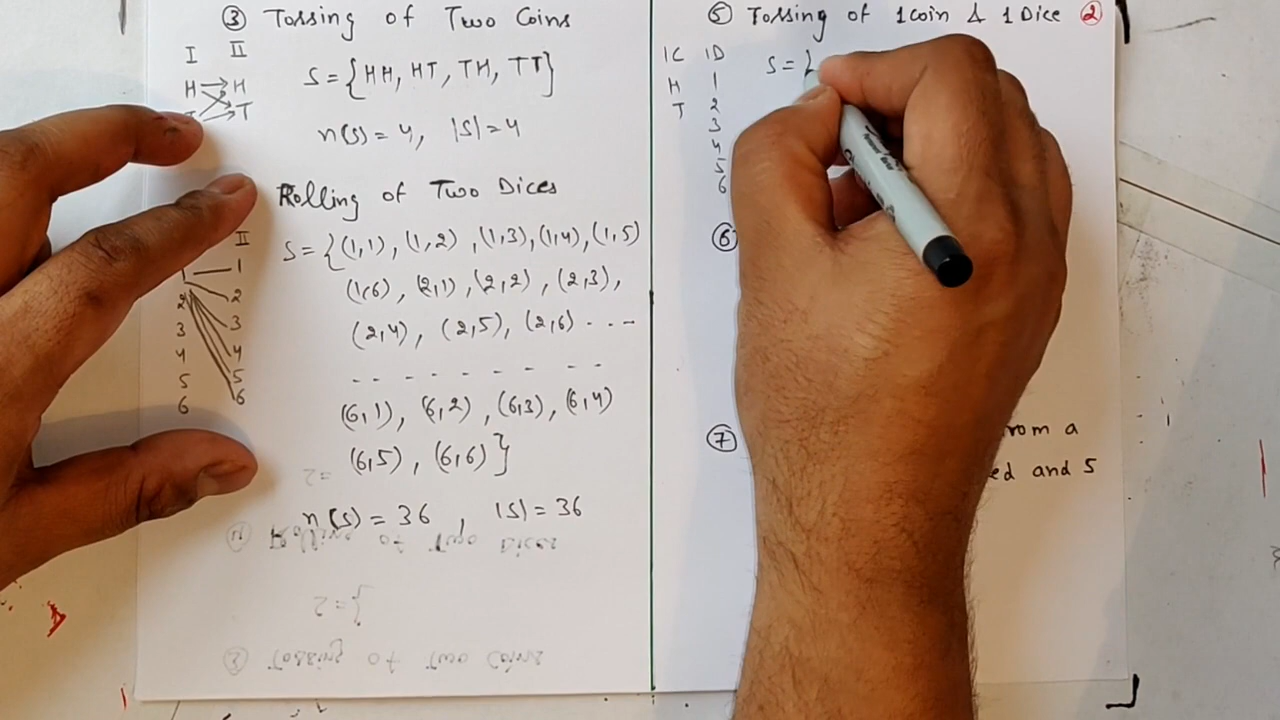 ③ Tossing of Two Coins
I II
H H
T
S = {HH, HT, TH, TT}
n(s) = 4, |S| = 4
Rolling of Two Dices
II
1
2 2
3 3
4 4
5 5
6 6
S = {(1,1), (1,2), (1,3), (1,4), (1,5)
(1,6), (2,1), (2,2), (2,3),
(2,4), (2,5), (2,6) - - -
- - - - - - - -
(6,1), (6,2), (6,3), (6,4)
(6,5), (6,6)}
n(s) = 36, |S| = 36
⑤ Tossing of 1 Coin & 1 Dice ②
1C 1D
H 1
T 2
3
4
5
6
S = {
⑥
⑦
from a
and 5